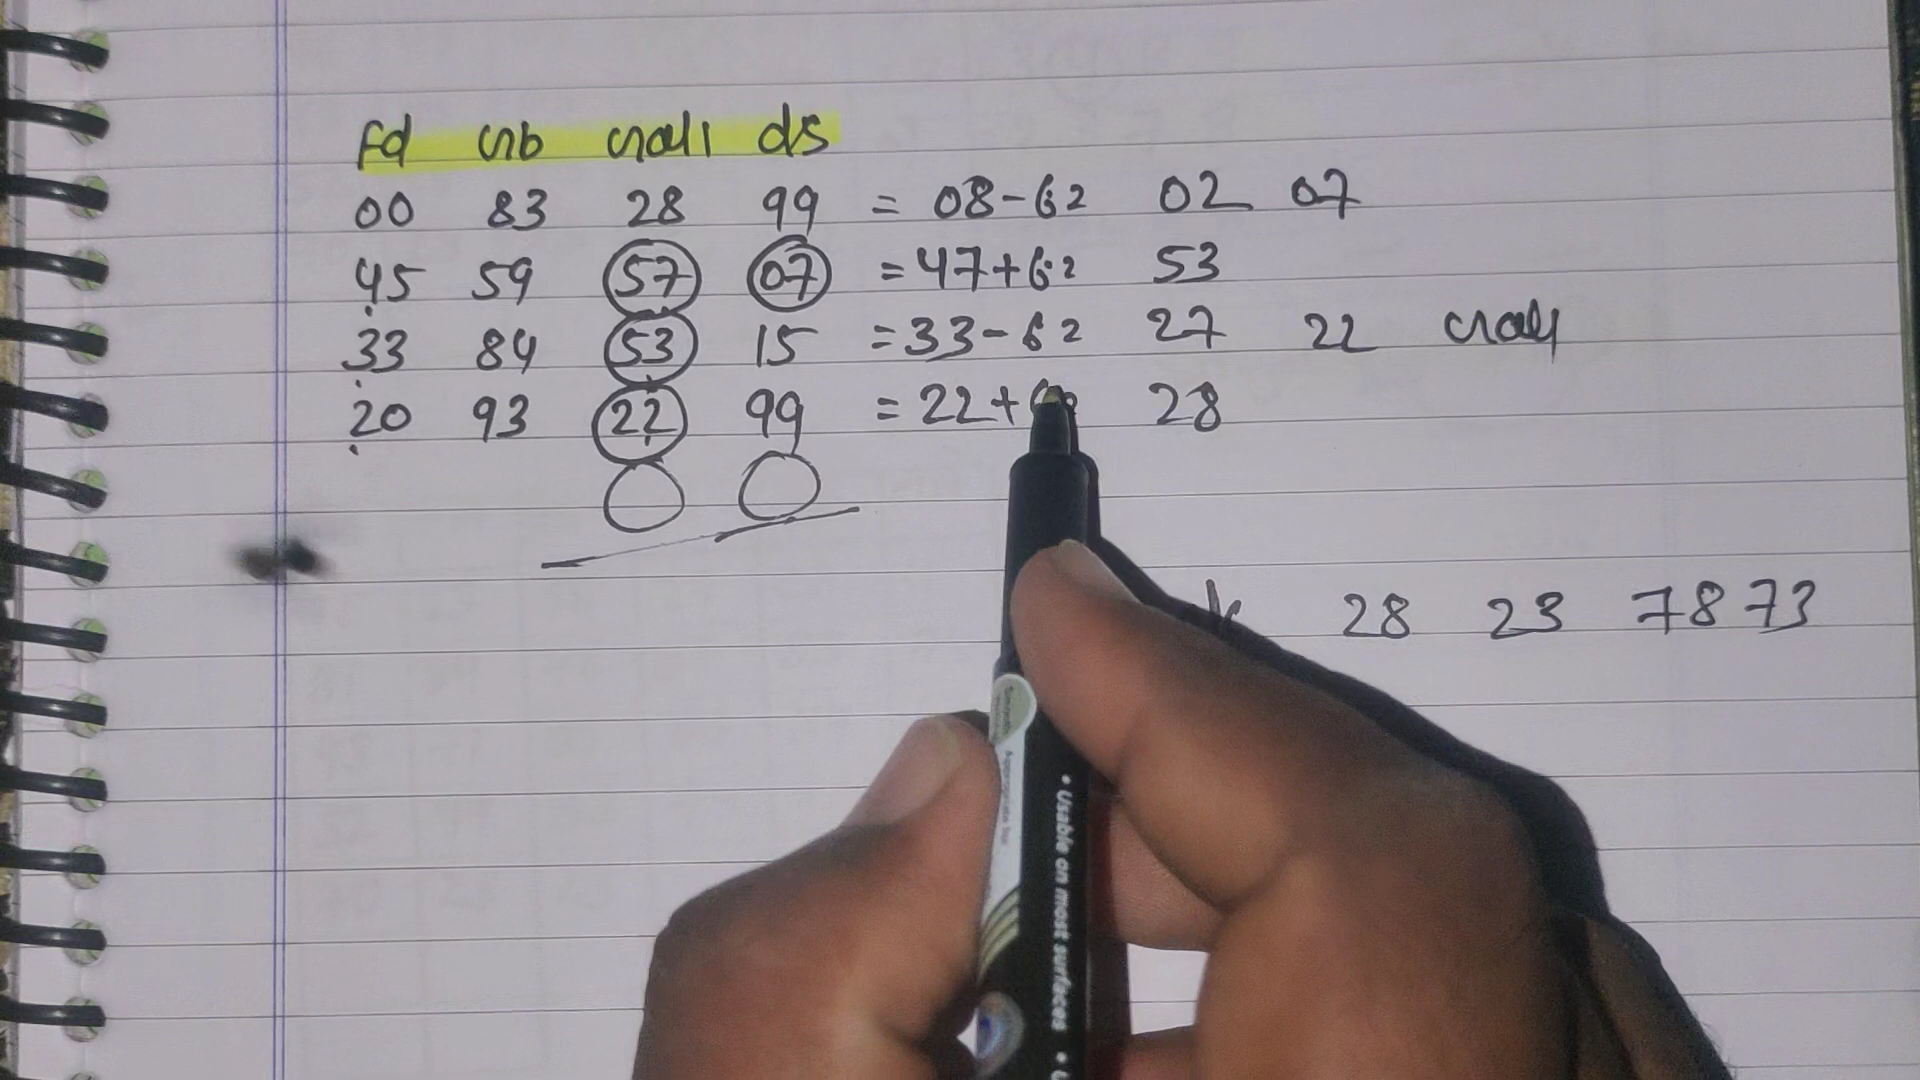 Fd GB Gali dS
00 83 28 99 = 08-62 02 07
45 59 57 07 = 47+62 53
33 84 53 15 = 33-62 27 22 Gali
20 93 22 99 = 22+ 28
28 23 78 73
• Usable on most surfaces •